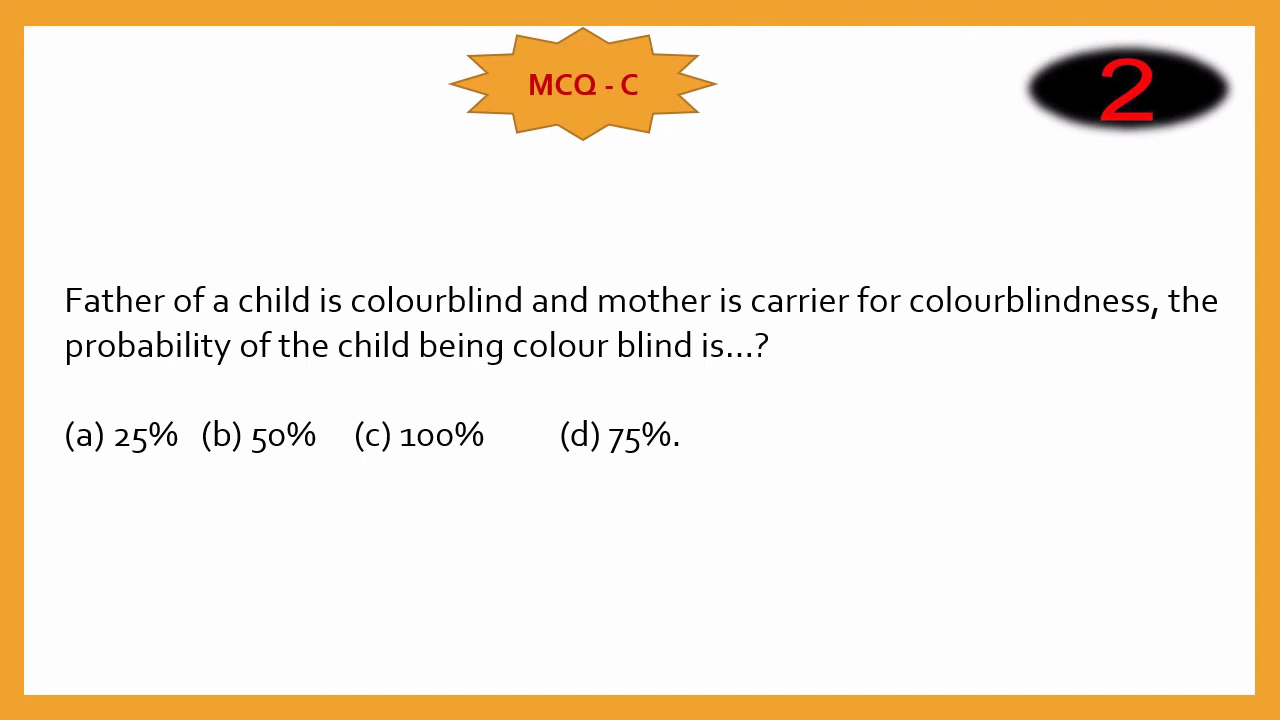 MCQ - C
2
Father of a child is colourblind and mother is carrier for colourblindness, the
probability of the child being colour blind is...?
(a) 25% (b) 50% (c) 100% (d) 75%.